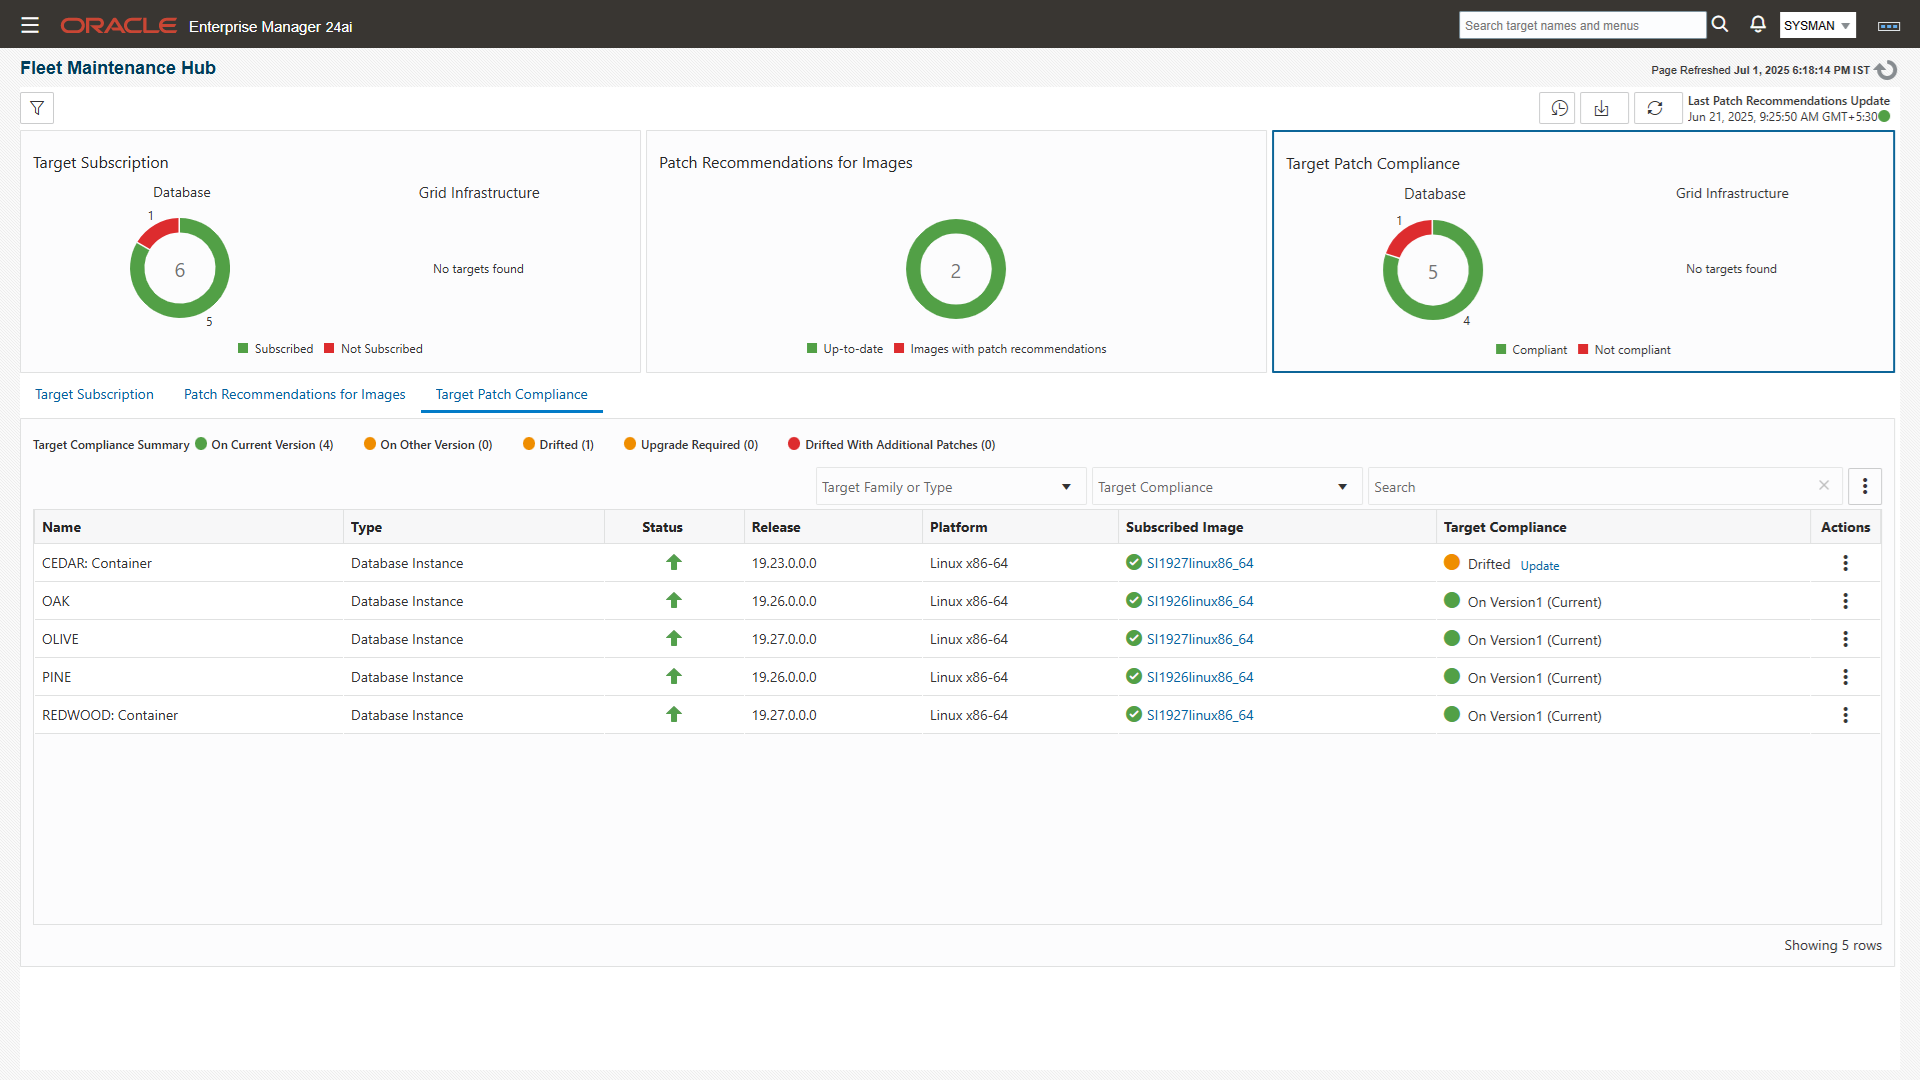 ORACLE Enterprise Manager 24ai
Search target names and menus
SYSMAN
Fleet Maintenance Hub
Page Refreshed Jul 1, 2025 6:18:14 PM IST
Last Patch Recommendations Update
Jun 21, 2025, 9:25:50 AM GMT+5:30
Target Subscription
Database
1
6
5
Grid Infrastructure
No targets found
Subscribed Not Subscribed
Patch Recommendations for Images
2
Up-to-date Images with patch recommendations
Target Patch Compliance
Database
1
5
4
Grid Infrastructure
No targets found
Compliant Not compliant
Target Subscription Patch Recommendations for Images Target Patch Compliance
Target Compliance Summary On Current Version (4) On Other Version (0) Drifted (1) Upgrade Required (0) Drifted With Additional Patches (0)
Target Family or Type Target Compliance Search
Name Type Status Release Platform Subscribed Image Target Compliance Actions
CEDAR: Container Database Instance 19.23.0.0.0 Linux x86-64 SI1927linux86_64 Drifted Update
OAK Database Instance 19.26.0.0.0 Linux x86-64 SI1926linux86_64 On Version1 (Current)
OLIVE Database Instance 19.27.0.0.0 Linux x86-64 SI1927linux86_64 On Version1 (Current)
PINE Database Instance 19.26.0.0.0 Linux x86-64 SI1926linux86_64 On Version1 (Current)
REDWOOD: Container Database Instance 19.27.0.0.0 Linux x86-64 SI1927linux86_64 On Version1 (Current)
Showing 5 rows